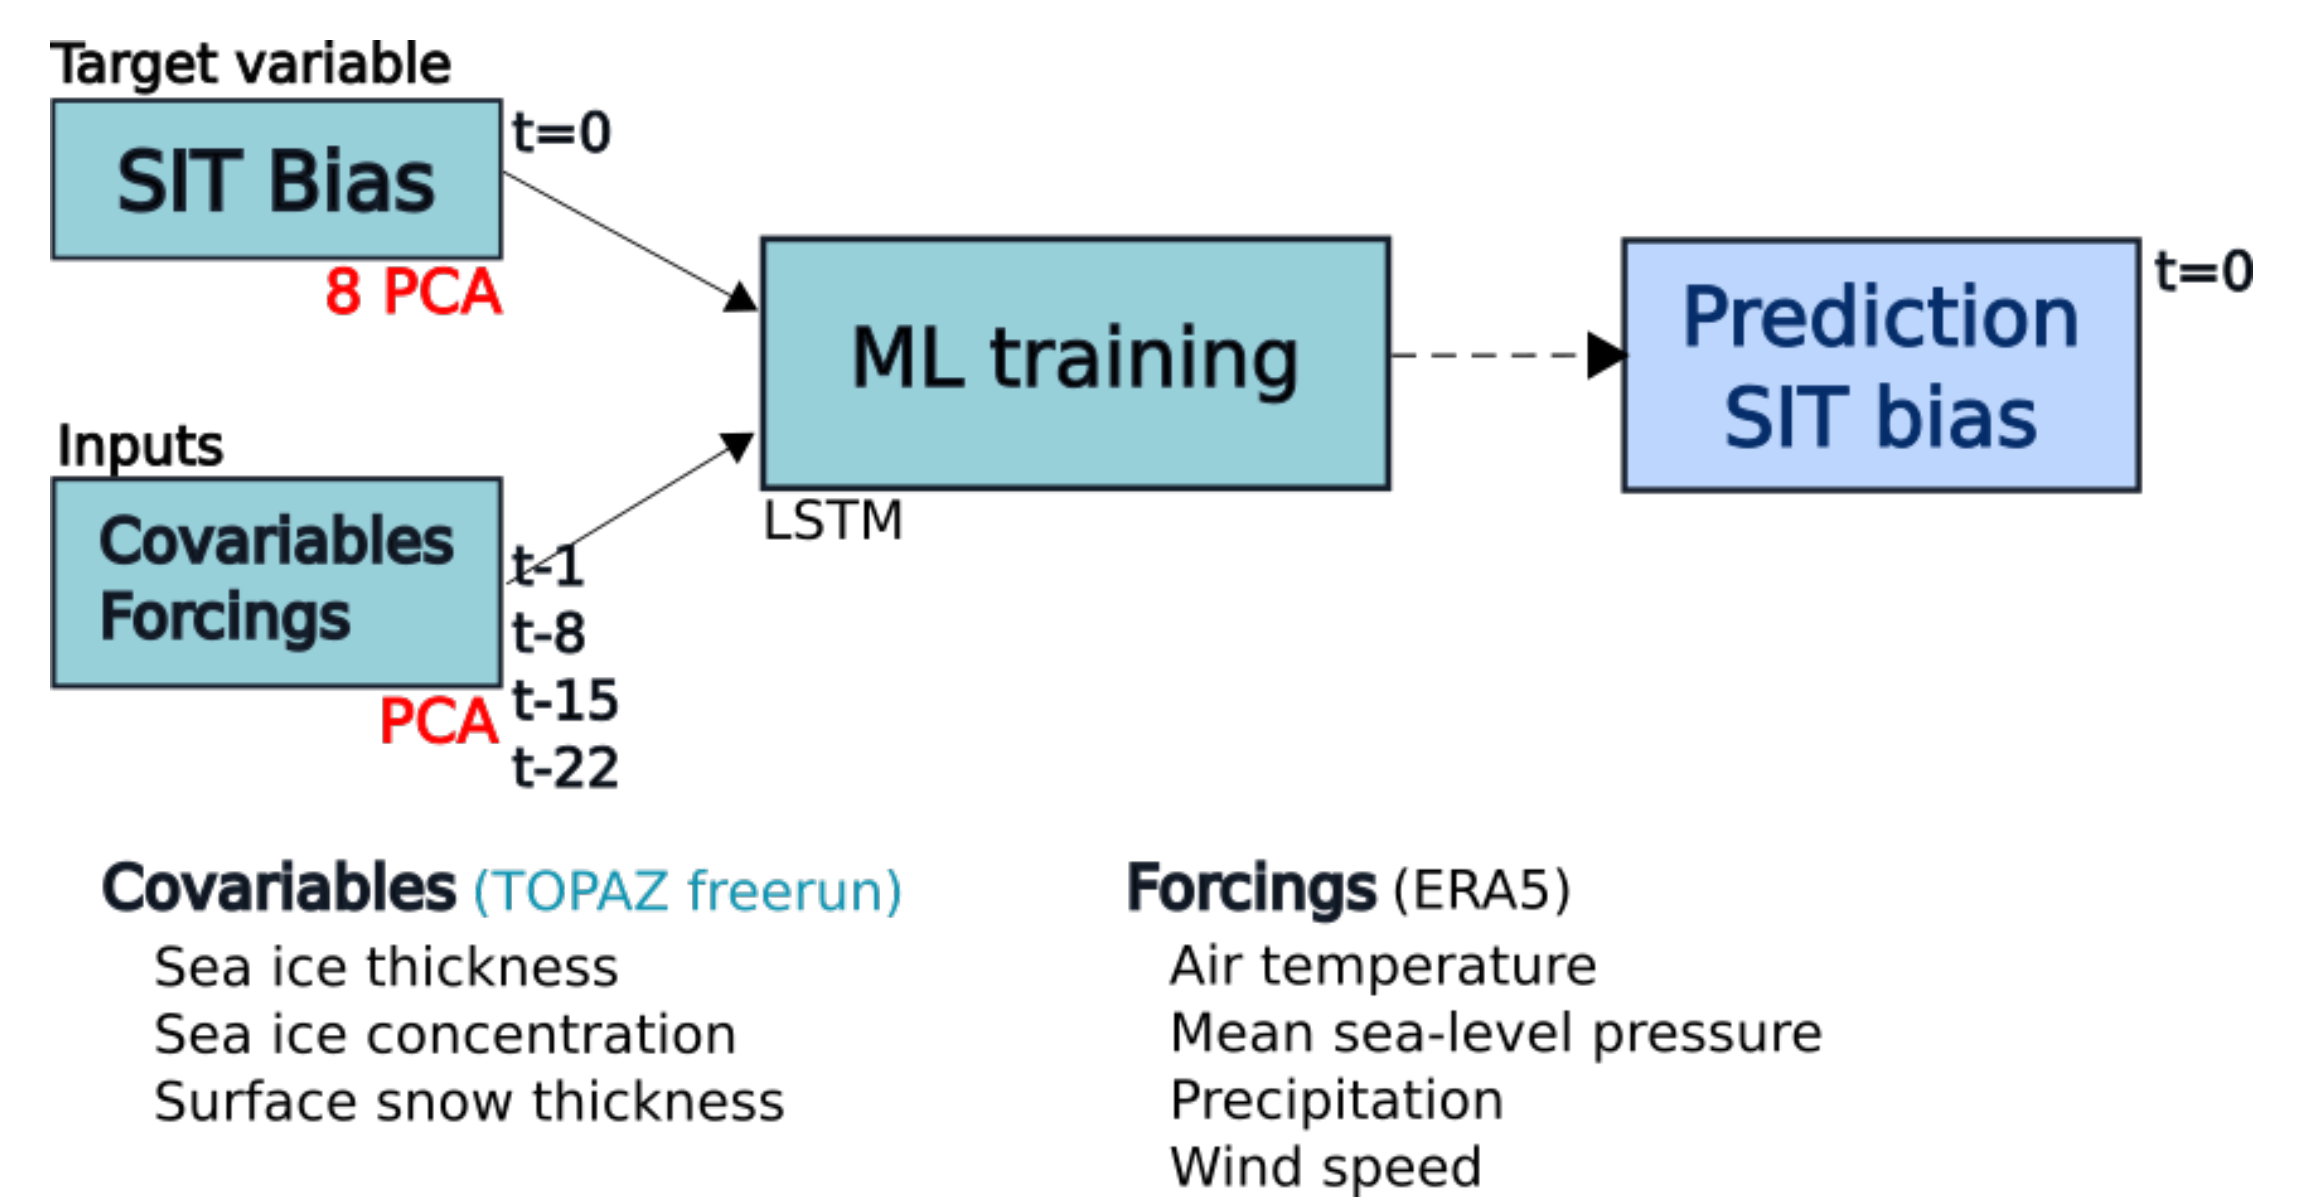 Target variable
SIT Bias
t=0
8 PCA
Inputs
Covariables
Forcings
PCA
t-1
t-8
t-15
t-22
ML training
LSTM
Prediction
SIT bias
t=0
Covariables (TOPAZ freerun)
Sea ice thickness
Sea ice concentration
Surface snow thickness
Forcings (ERA5)
Air temperature
Mean sea-level pressure
Precipitation
Wind speed